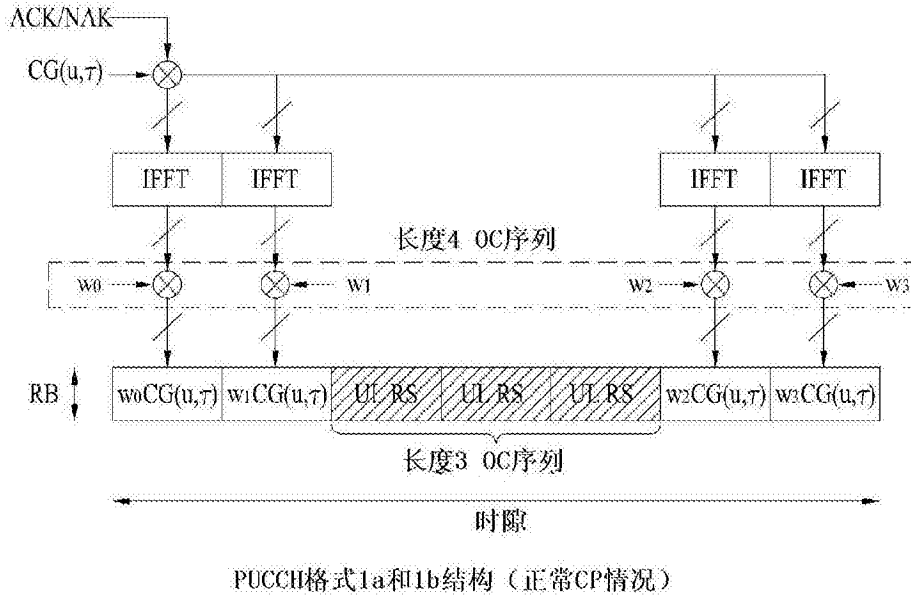 ACK/NAK
CG(u,τ)
IFFT IFFT IFFT IFFT
长度4 OC序列
w0 w1 w2 w3
RB
w0CG(u,τ) w1CG(u,τ) UL RS UL RS UL RS w2CG(u,τ) w3CG(u,τ)
长度3 OC序列
时隙
PUCCH格式1a和1b结构（正常CP情况）